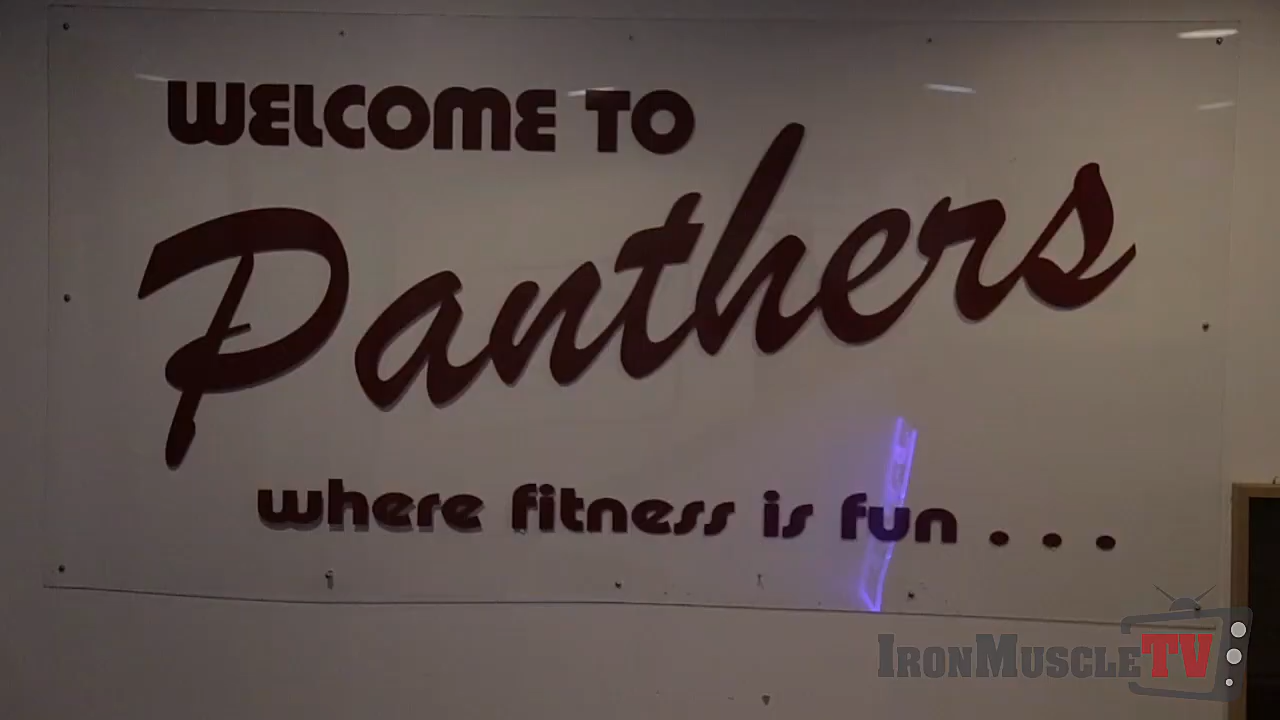 WELCOME TO
Panthers
where fitness is fun . . .
IRONMUSCLETV